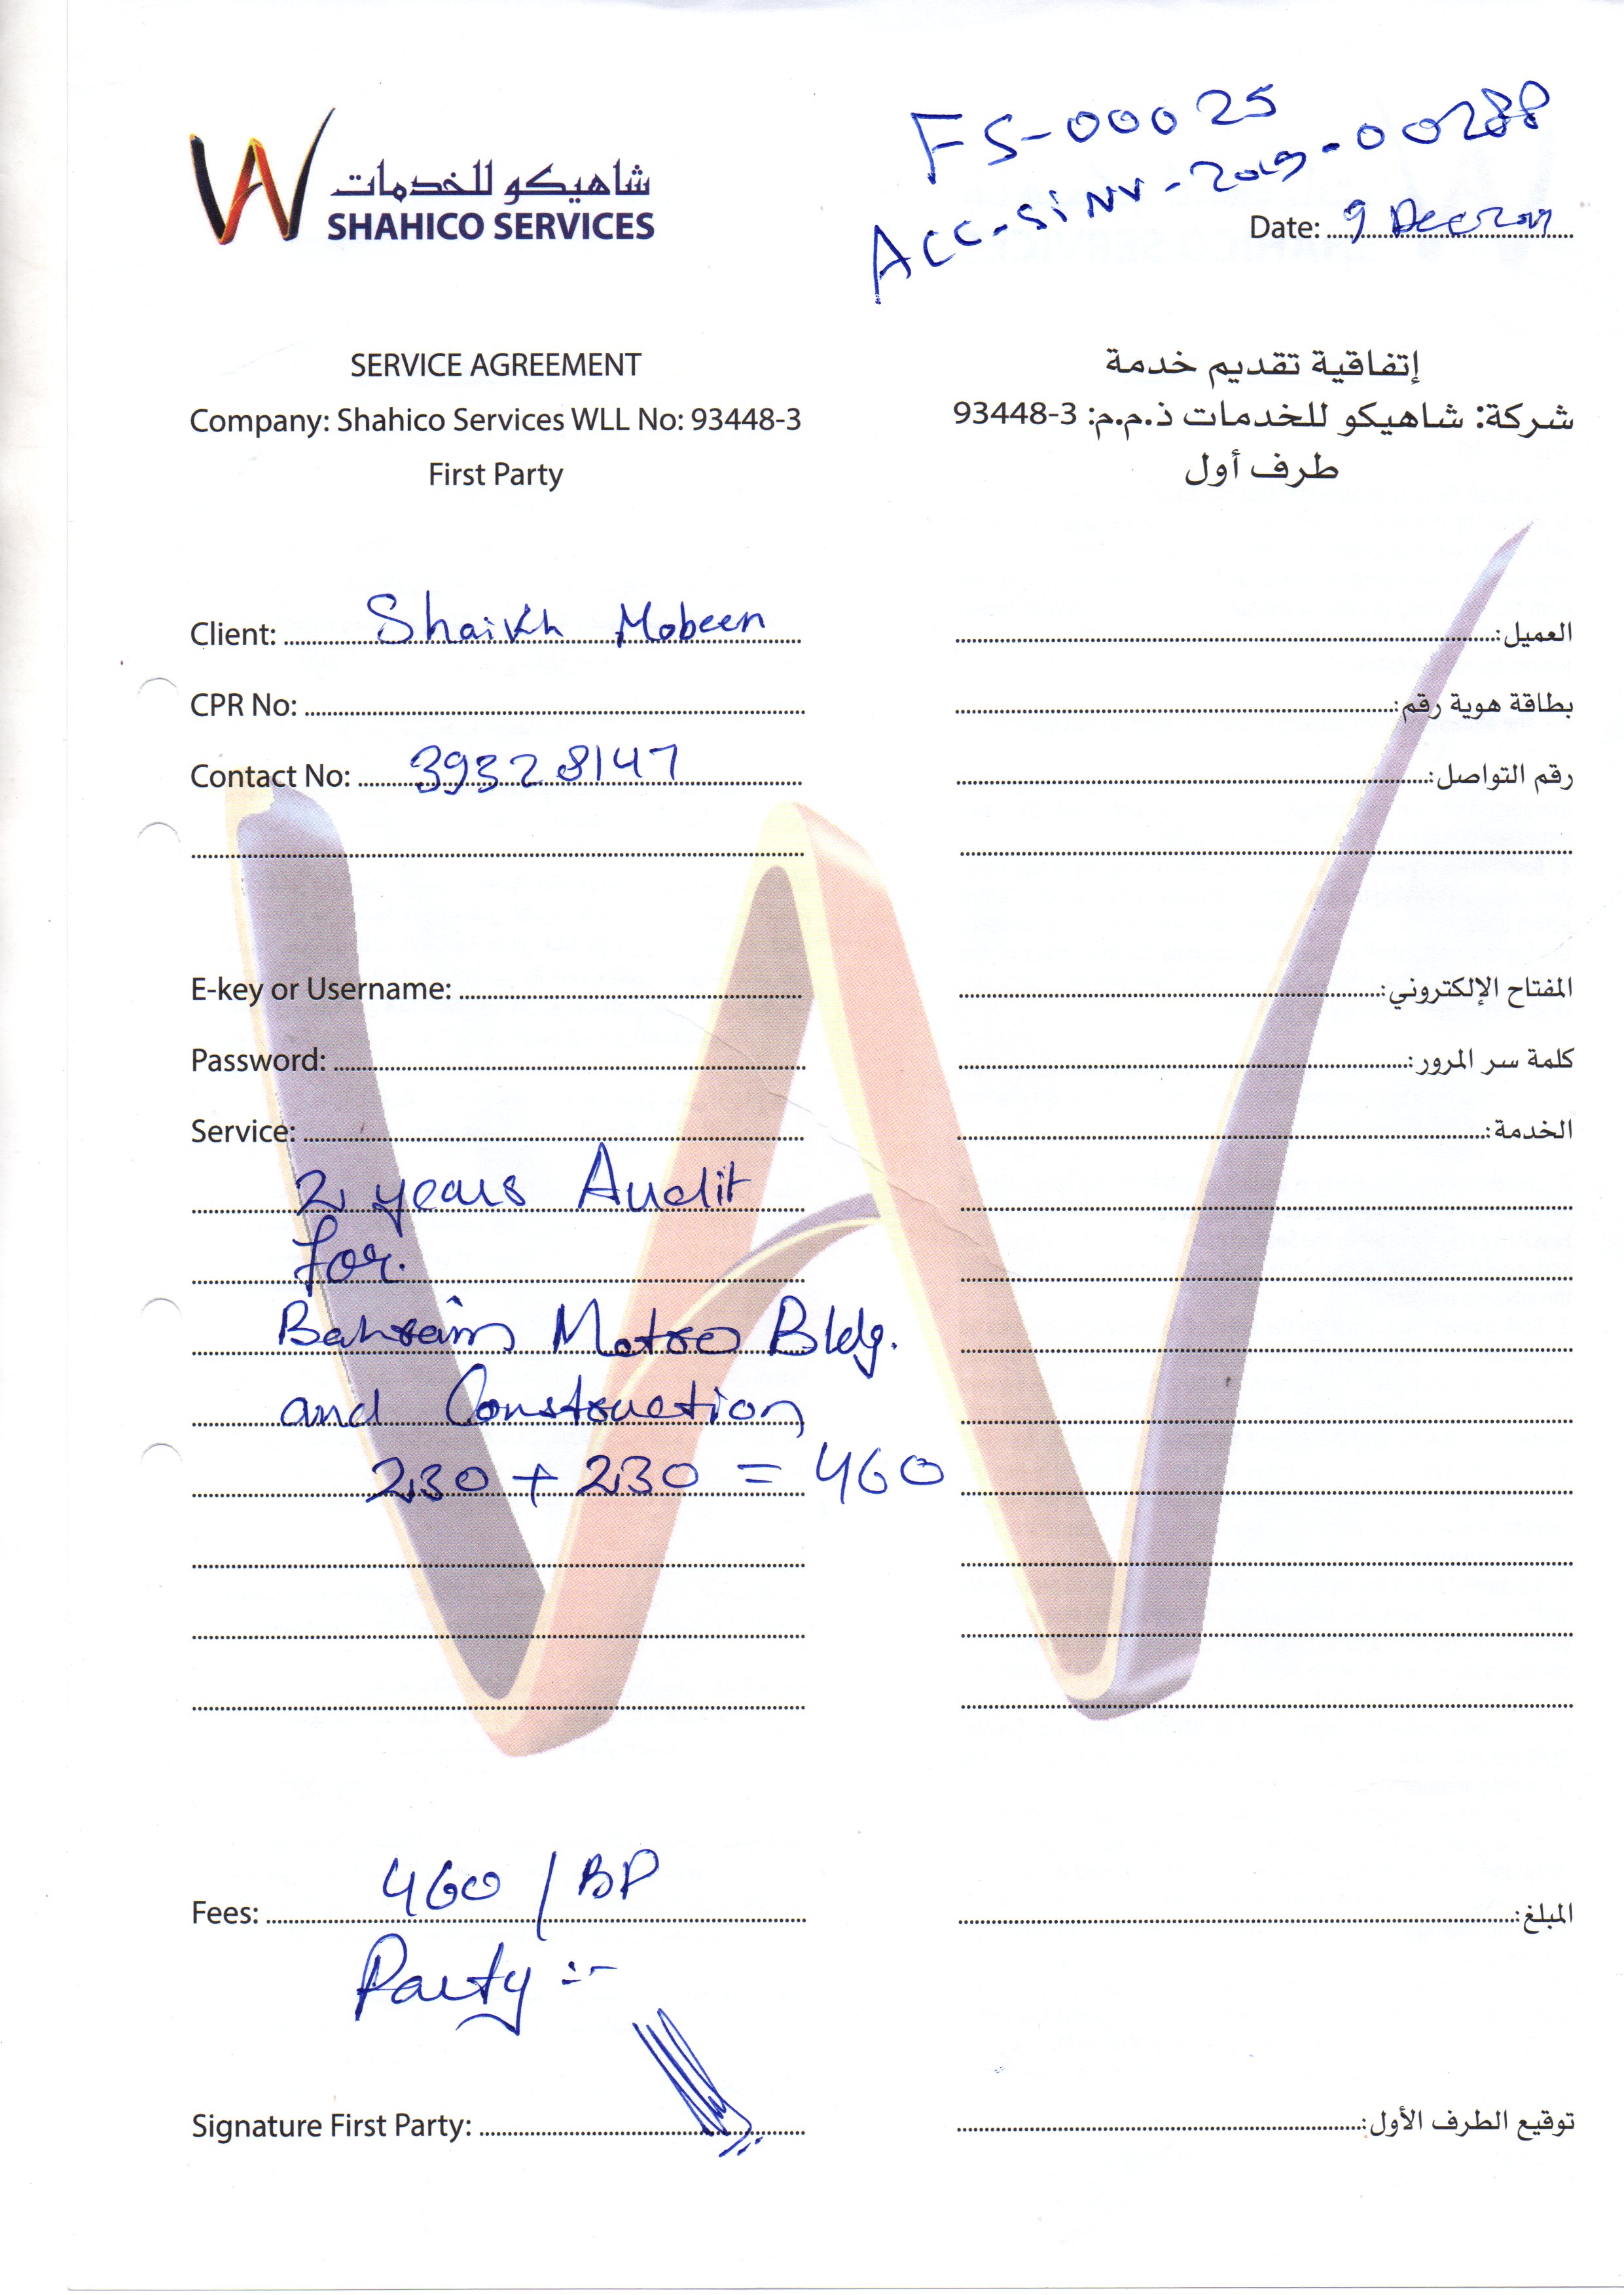 شاهيكو للخدمات
SHAHICO SERVICES
FS-00025
ACC-SINV-2019-00288
Date: 9 Dec 2019
SERVICE AGREEMENT
Company: Shahico Services WLL No: 93448-3
First Party
إتفاقية تقديم خدمة
شركة: شاهيكو للخدمات ذ.م.م: 3-93448
طرف أول
Client: Shaikh Mobeen
العميل:
CPR No:
بطاقة هوية رقم:
Contact No: 39328147
رقم التواصل:
E-key or Username:
المفتاح الإلكتروني:
Password:
كلمة سر المرور:
Service:
الخدمة:
2 years Audit
for.
Bahrain Metro Bldg.
and Construction
230 + 230 = 460
Fees: 460 / BD
المبلغ:
Party :-
Signature First Party:
توقيع الطرف الأول: